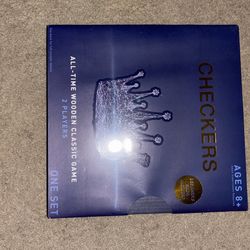 CHECKERS
ALL-TIME WOODEN CLASSIC GAME
2 PLAYERS
AGES 8+
ONE SET